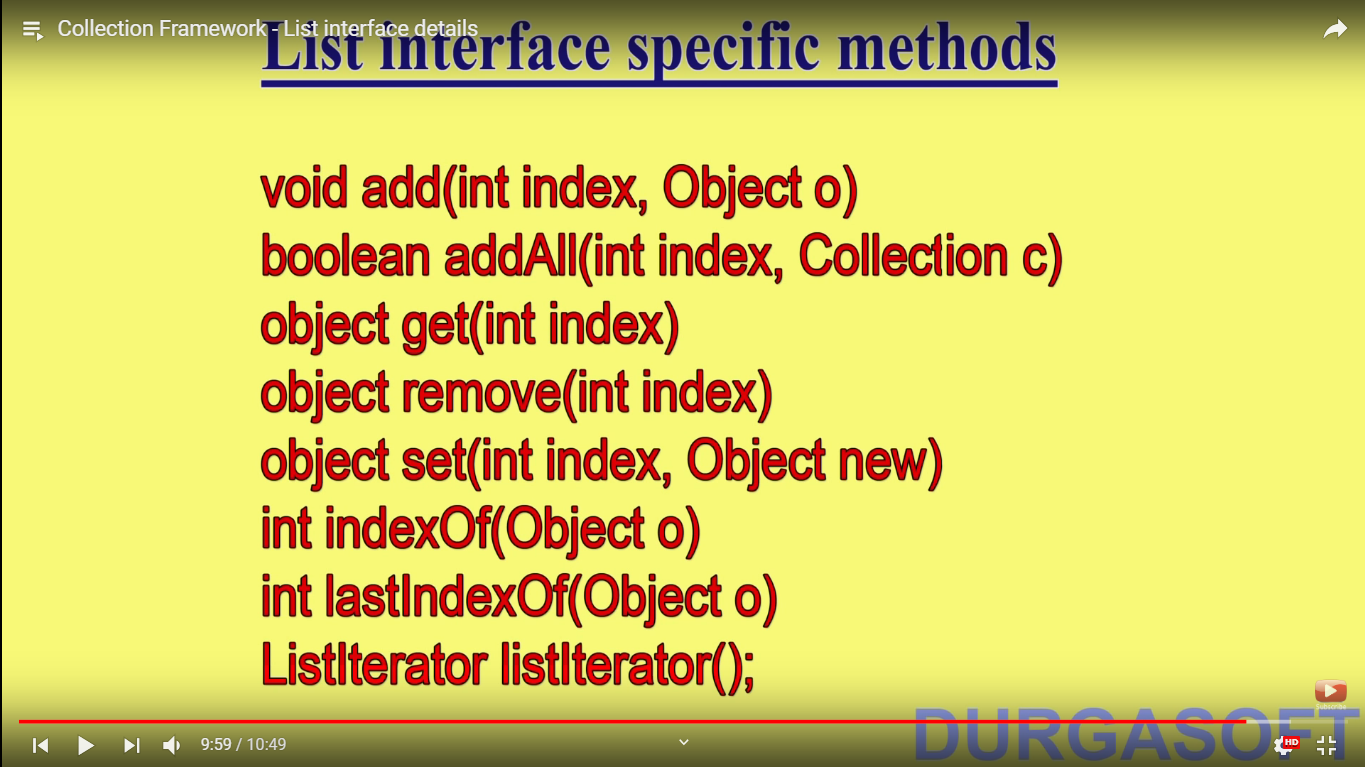 Collection Framework - List interface details
List interface specific methods
void add(int index, Object o)
boolean addAll(int index, Collection c)
object get(int index)
object remove(int index)
object set(int index, Object new)
int indexOf(Object o)
int lastIndexOf(Object o)
ListIterator listIterator();
Subscribe
DURGASOFT
9:59 / 10:49
HD